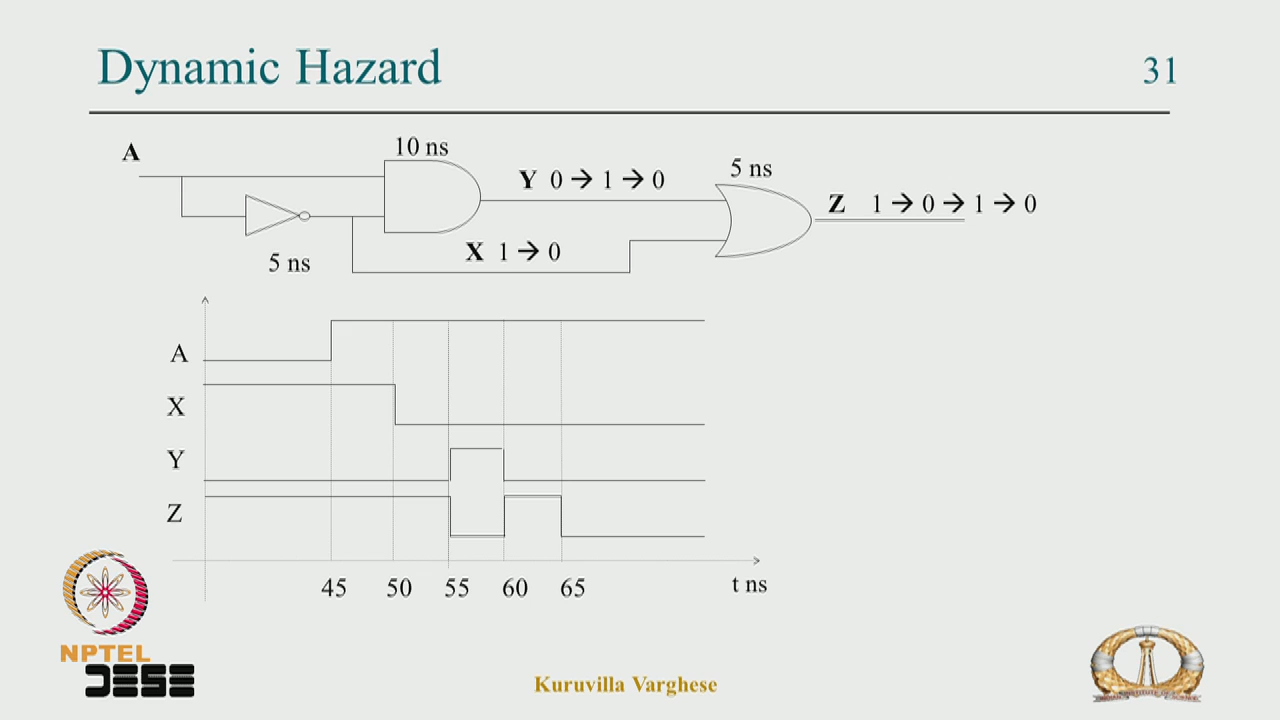 Dynamic Hazard
31
A
10 ns
5 ns
Y 0 → 1 → 0
Z 1 → 0 → 1 → 0
X 1 → 0
5 ns
A
X
Y
Z
45 50 55 60 65 t ns
NPTEL
Kuruvilla Varghese